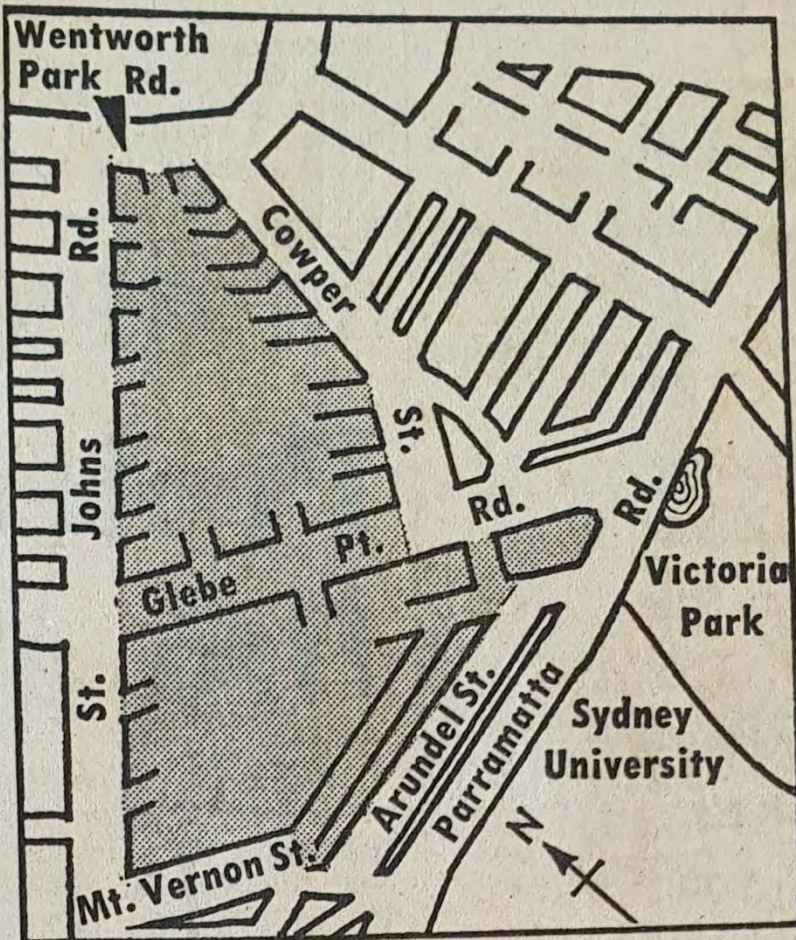 Wentworth
Park Rd.
Cowper
St.
St. Johns Rd.
Glebe Pt. Rd.
Rd.
Victoria
Park
Arundel St.
Parramatta
Sydney
University
Mt. Vernon St.
N